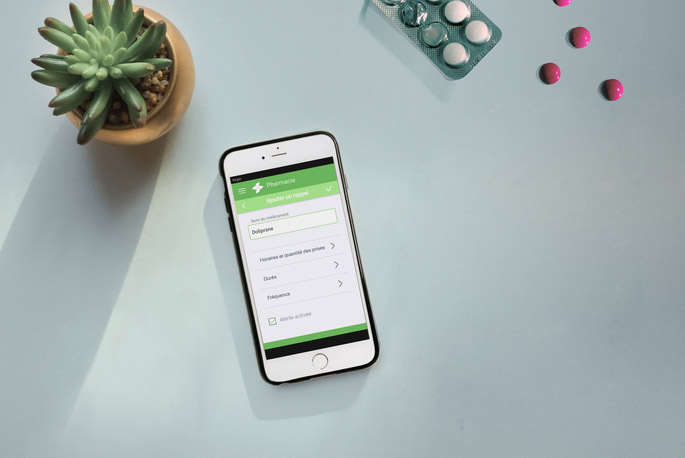 Pharmacie
Ajouter un rappel
Nom du médicament
Doliprane
Horaires et quantité des prises
Durée
Fréquence
Alerte activée